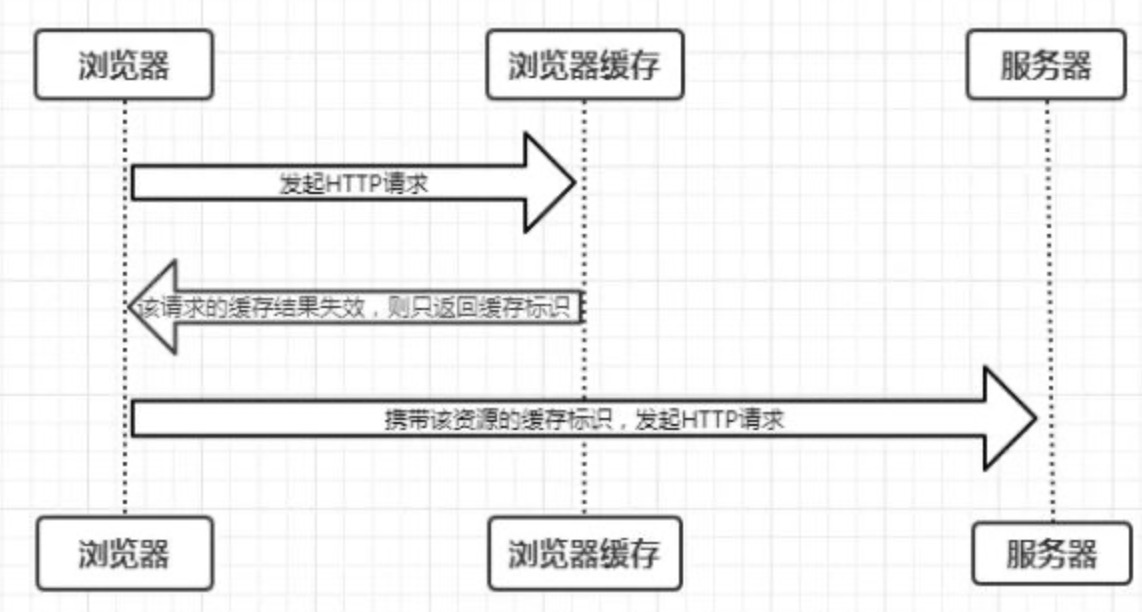 浏览器
浏览器缓存
服务器
发起HTTP请求
该请求的缓存结果失效，则只返回缓存标识
携带该资源的缓存标识，发起HTTP请求
浏览器
浏览器缓存
服务器